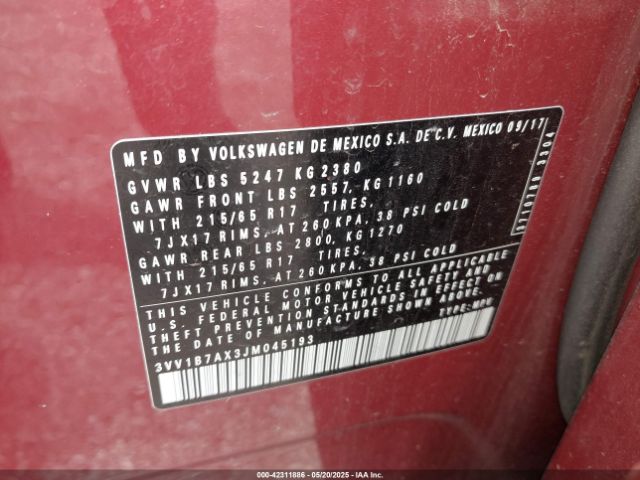 MFD BY VOLKSWAGEN DE MEXICO S.A. DE C.V. MEXICO 09/17
GVWR LBS 5247 KG 2380
GAWR FRONT LBS 2557, KG 1160
WITH 215/65 R17 TIRES.
7JX17 RIMS, AT 260 KPA, 38 PSI COLD
GAWR REAR LBS 2800, KG 1270
WITH 215/65 R17 TIRES.
7JX17 RIMS, AT 260 KPA, 38 PSI COLD
THIS VEHICLE CONFORMS TO ALL APPLICABLE
U.S. FEDERAL MOTOR VEHICLE SAFETY AND
THEFT PREVENTION STANDARDS IN EFFECT ON
THE DATE OF MANUFACTURE SHOWN ABOVE.
3VV1B7AX3JM045193
TYPE: MPV
00-42311886 - 05/20/2025 - IAA Inc.